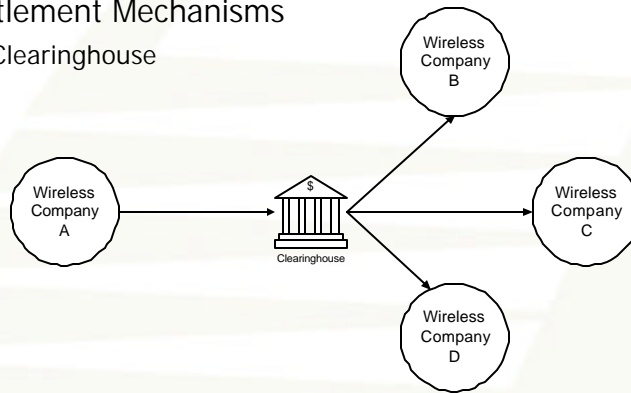 tlement Mechanisms
Clearinghouse
Wireless
Company
B
Wireless
Company
A
$
Clearinghouse
Wireless
Company
C
Wireless
Company
D